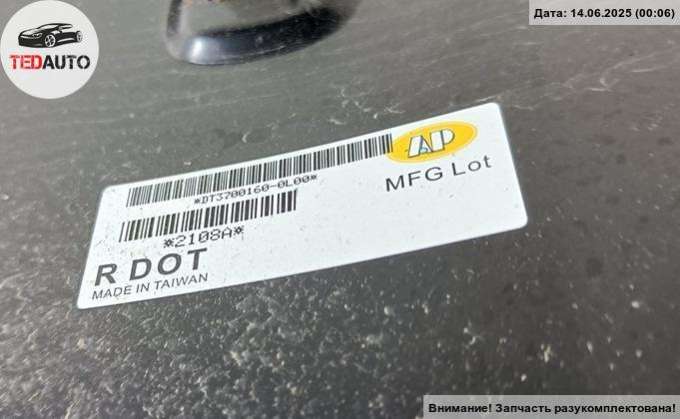 Дата: 14.06.2025 (00:06)
TEDAUTO
AP
*DT3700160-0L00*
MFG Lot
*2108A*
R DOT
MADE IN TAIWAN
Внимание! Запчасть разукомплектована!